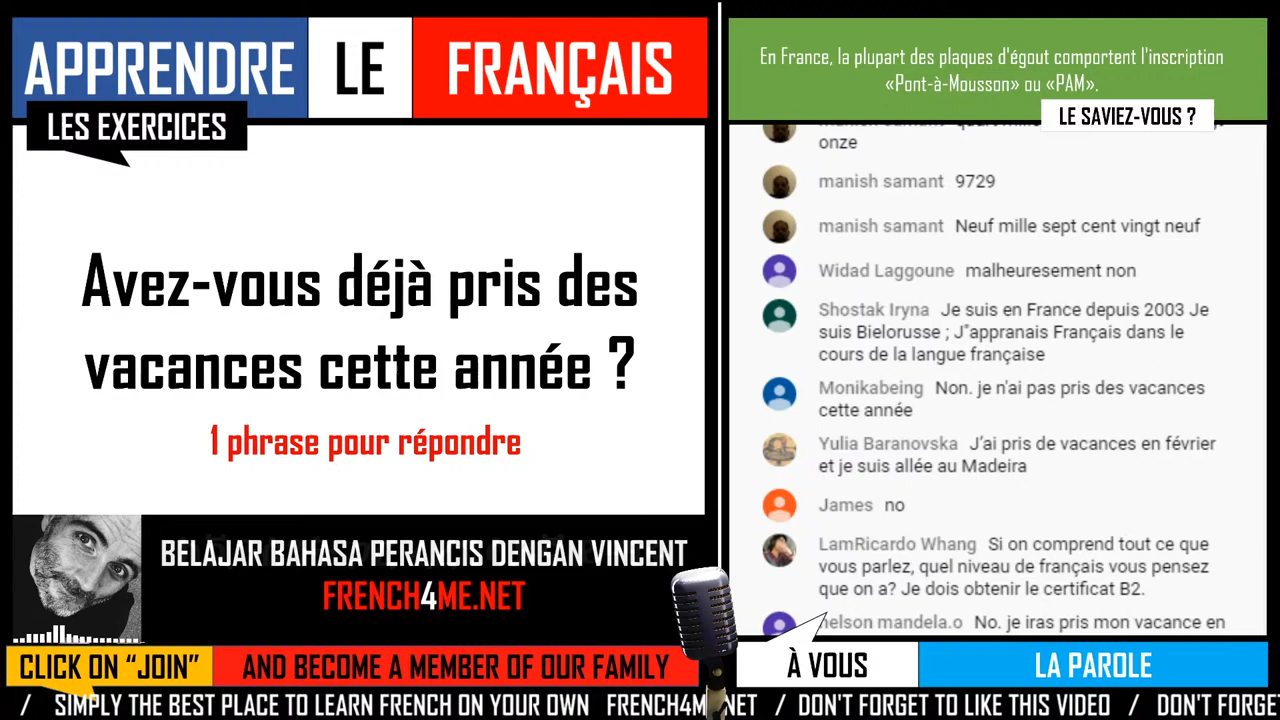 APPRENDRE LE FRANÇAIS
LES EXERCICES
Avez-vous déjà pris des
vacances cette année ?
1 phrase pour répondre
BELAJAR BAHASA PERANCIS DENGAN VINCENT
FRENCH4ME.NET
CLICK ON “JOIN” AND BECOME A MEMBER OF OUR FAMILY
En France, la plupart des plaques d'égout comportent l'inscription
«Pont-à-Mousson» ou «PAM».
LE SAVIEZ-VOUS ?
onze
manish samant 9729
manish samant Neuf mille sept cent vingt neuf
Widad Laggoune malheuresement non
Shostak Iryna Je suis en France depuis 2003 Je
suis Bielorusse ; J"appranais Français dans le
cours de la langue française
Monikabeing Non. je n'ai pas pris des vacances
cette année
Yulia Baranovska J'ai pris de vacances en février
et je suis allée au Madeira
James no
LamRicardo Whang Si on comprend tout ce que
vous parlez, quel niveau de français vous pensez
que on a? Je dois obtenir le certificat B2.
nelson mandela.o No. je iras pris mon vacance en
À VOUS LA PAROLE
/ SIMPLY THE BEST PLACE TO LEARN FRENCH ON YOUR OWN FRENCH4ME.NET / DON'T FORGET TO LIKE THIS VIDEO / DON'T FORGE